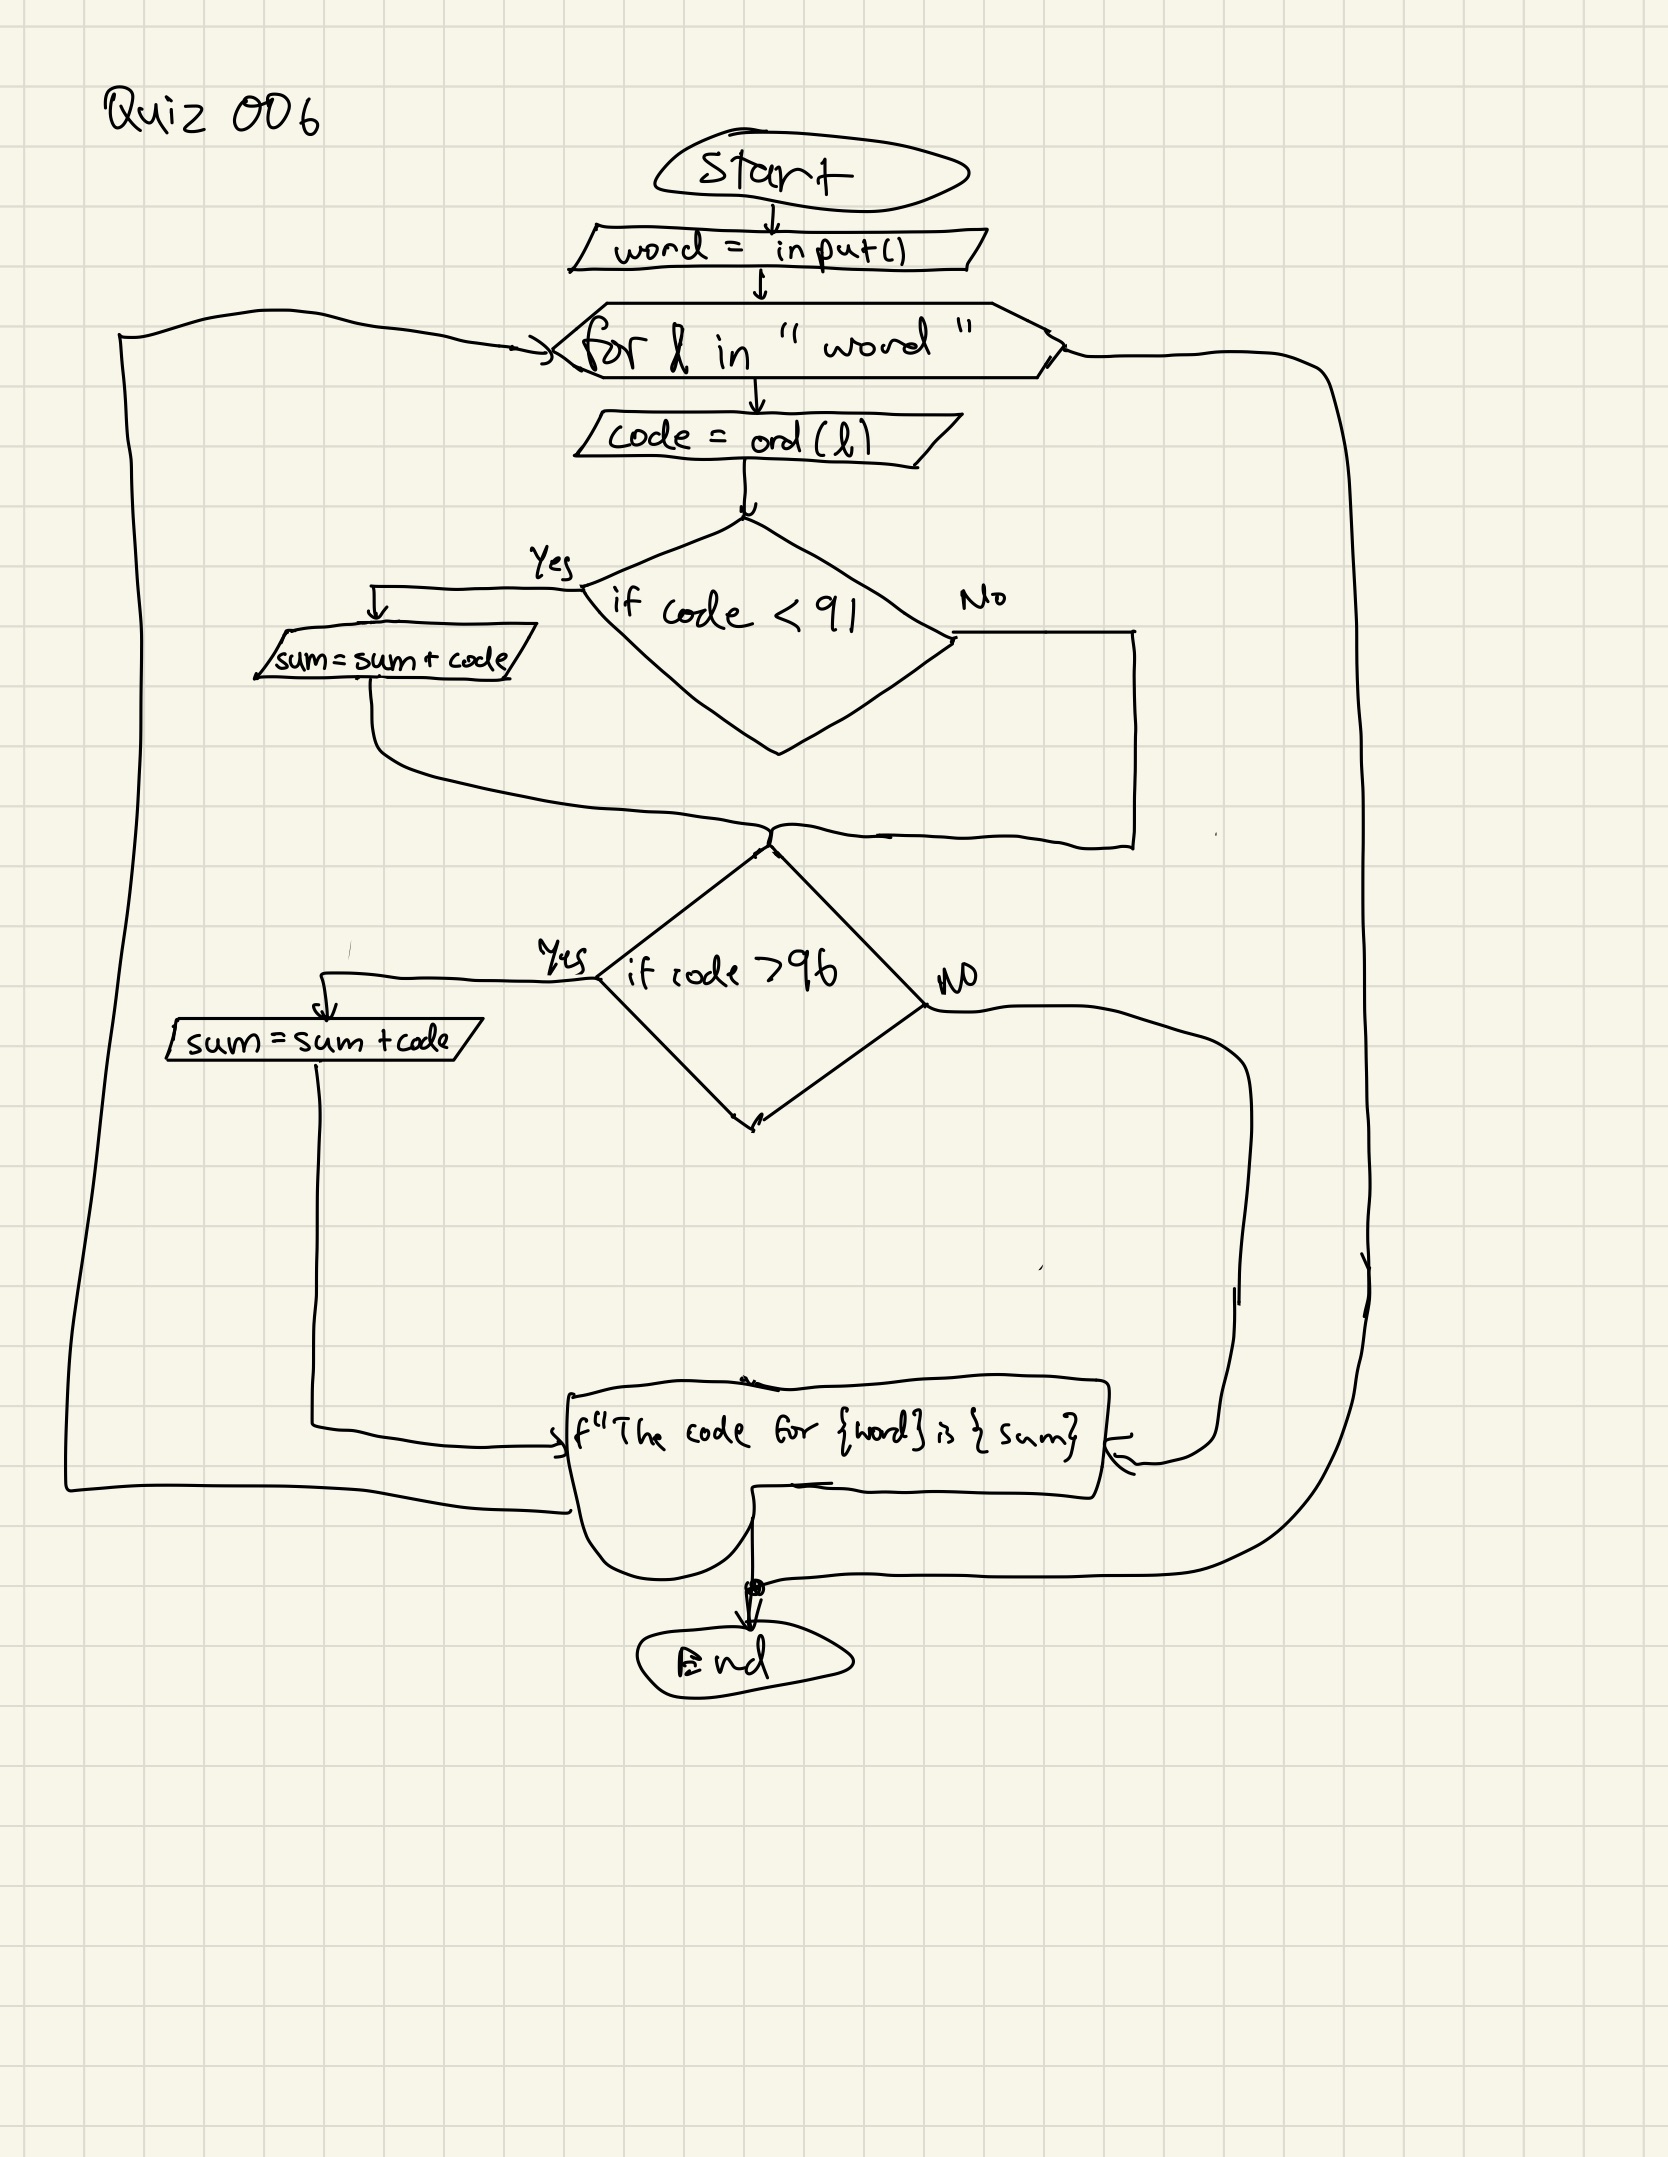 Quiz 006
Start
word = input()
for l in "word"
code = ord(l)
Yes
if code < 91
No
sum = sum + code
Yes
if code > 96
NO
sum = sum + code
f"The code for {word} is {sum}
End